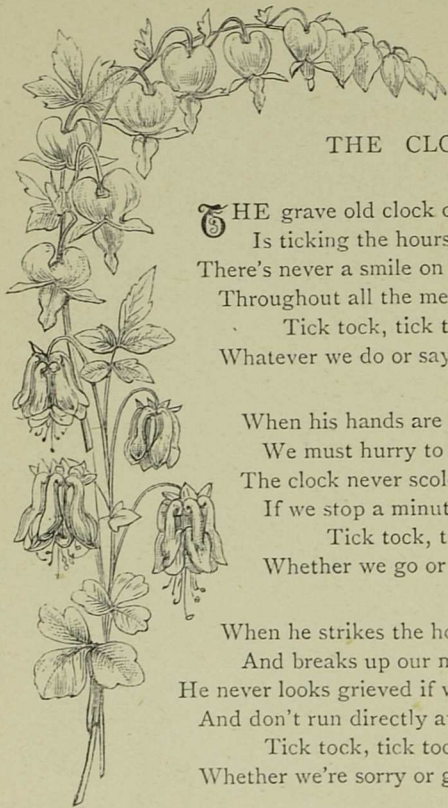 THE CLO
THE grave old clock o
Is ticking the hours
There's never a smile on
Throughout all the me
Tick tock, tick t
Whatever we do or say
When his hands are
We must hurry to
The clock never scol
If we stop a minut
Tick tock, t
Whether we go or
When he strikes the ho
And breaks up our m
He never looks grieved if w
And don't run directly a
Tick tock, tick toc
Whether we're sorry or g